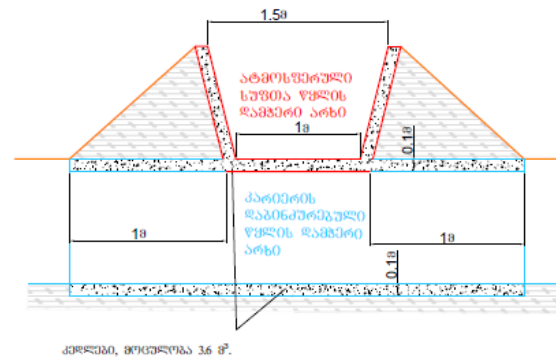 1.5მ
ატმოსფერული
სუფთა წყლის
დამჭერი არხი
1მ
0.1მ
კარიერის
დაბინძურებული
წყლის დამჭერი
არხი
1მ
1მ
0.1მ
კედლები, მოცულობა 3.6 მ³.